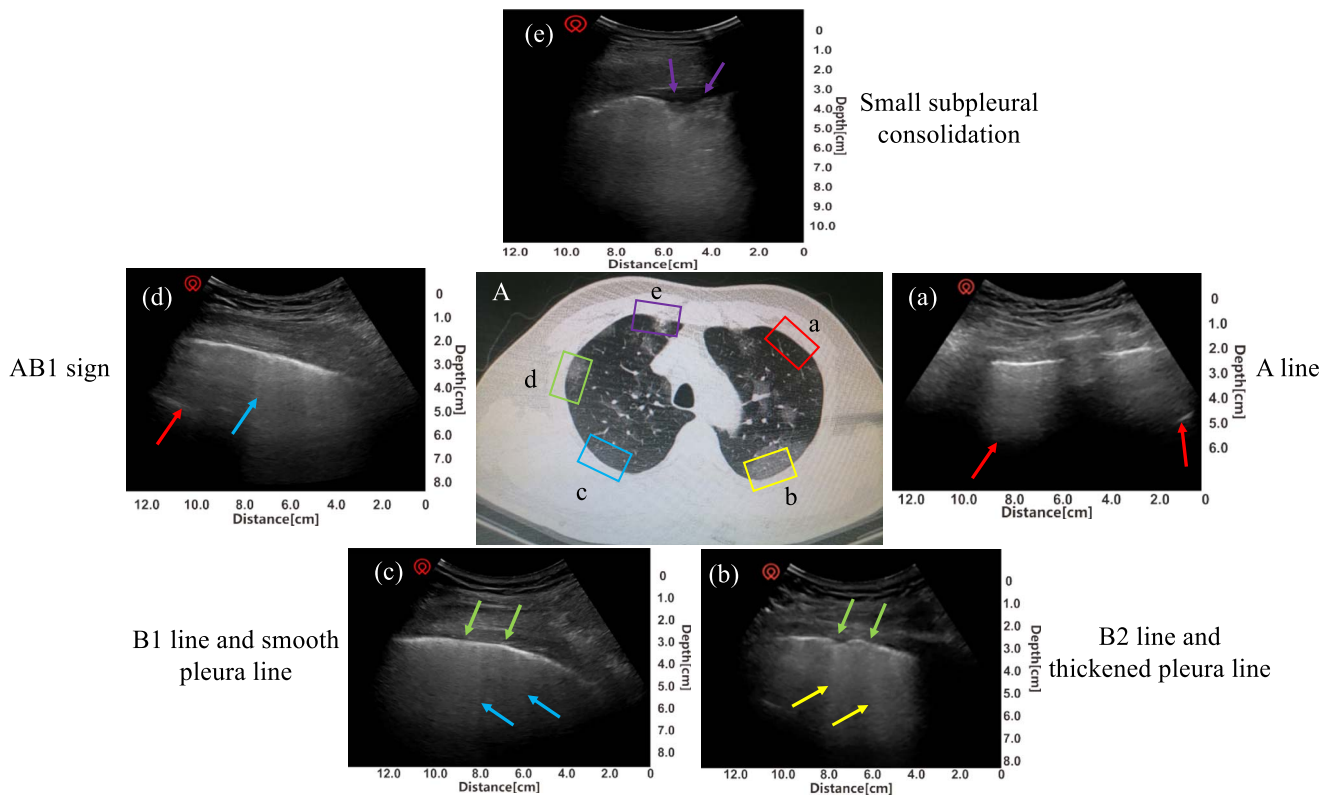 (e)
0
1.0
2.0
3.0
4.0
5.0
6.0
7.0
8.0
9.0
10.0
Depth[cm]
12.0 10.0 8.0 6.0 4.0 2.0 0
Distance[cm]
Small subpleural
consolidation
(d)
0
1.0
2.0
3.0
4.0
5.0
6.0
7.0
8.0
Depth[cm]
12.0 10.0 8.0 6.0 4.0 0
Distance[cm]
AB1 sign
A
e
a
d
c
b
(a)
0
1.0
2.0
3.0
4.0
5.0
6.0
Depth[cm]
12.0 10.0 8.0 6.0 4.0 2.0 0
Distance[cm]
A line
(c)
0
1.0
2.0
3.0
4.0
5.0
6.0
7.0
8.0
Depth[cm]
12.0 10.0 8.0 6.0 4.0 0
Distance[cm]
B1 line and smooth
pleura line
(b)
0
1.0
2.0
3.0
4.0
5.0
6.0
7.0
8.0
Depth[cm]
12.0 10.0 8.0 6.0 4.0 2.0 0
Distance[cm]
B2 line and
thickened pleura line